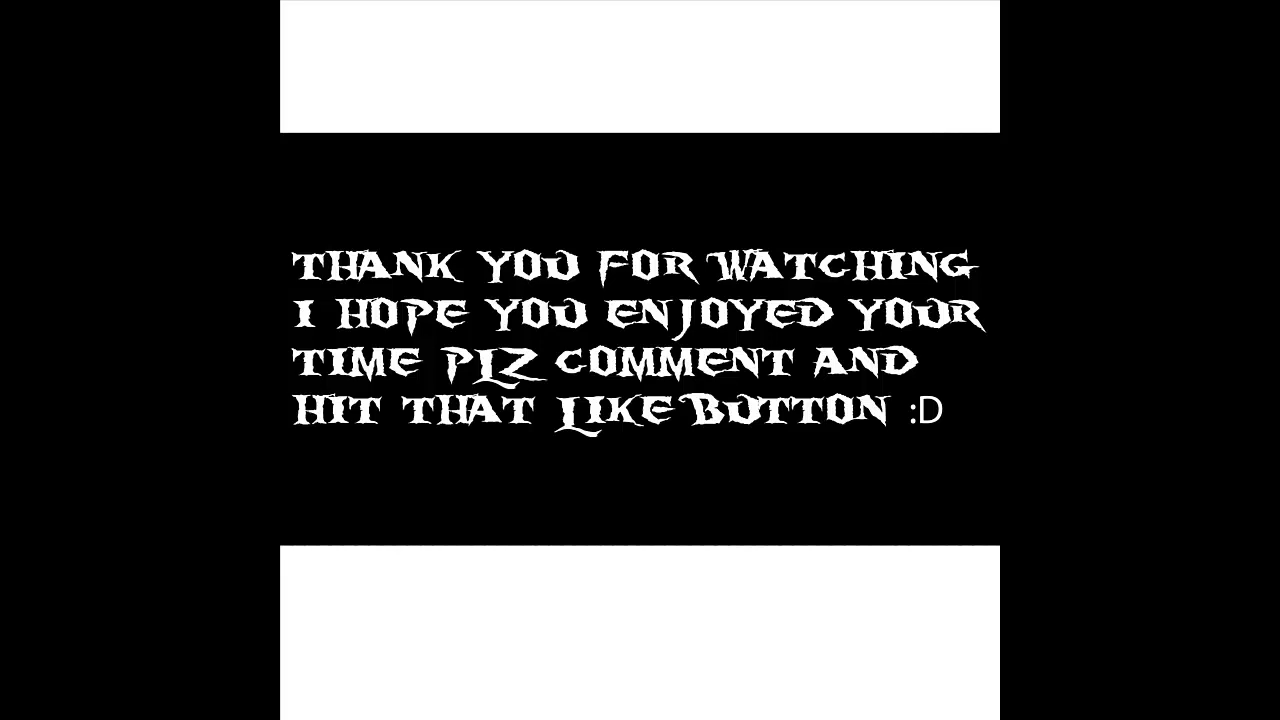 THANK YOU FOR WATCHING
I HOPE YOU ENJOYED YOUR
TIME PLZ COMMENT AND
HIT THAT LIKE BUTTON :D